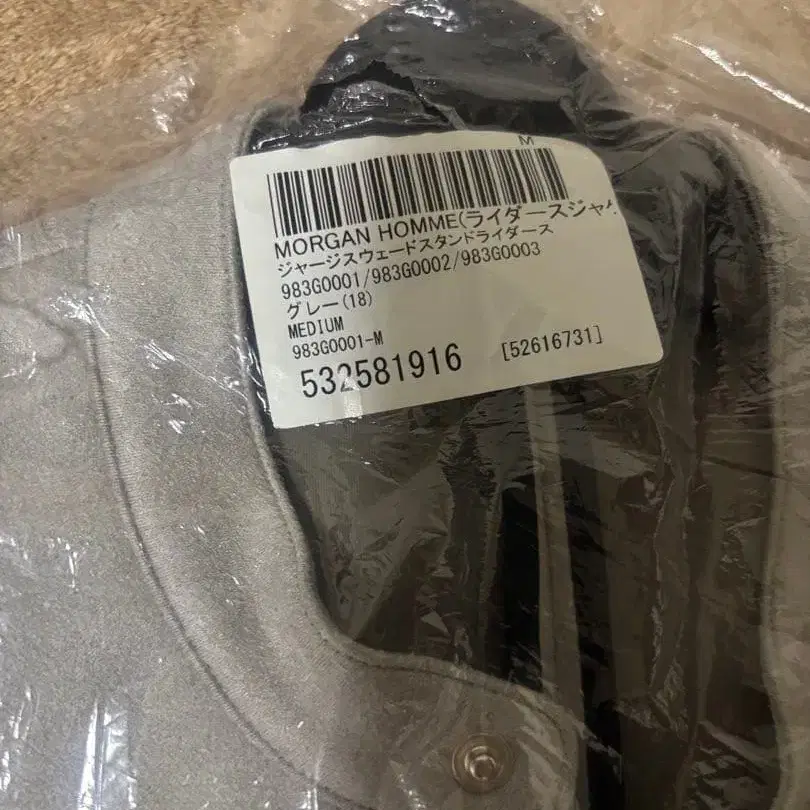 M
MORGAN HOMME(ライダースジャケ
ジャージスウェードスタンドライダース
983G0001/983G0002/983G0003
グレー(18)
MEDIUM
983G0001-M
532581916 [52616731]